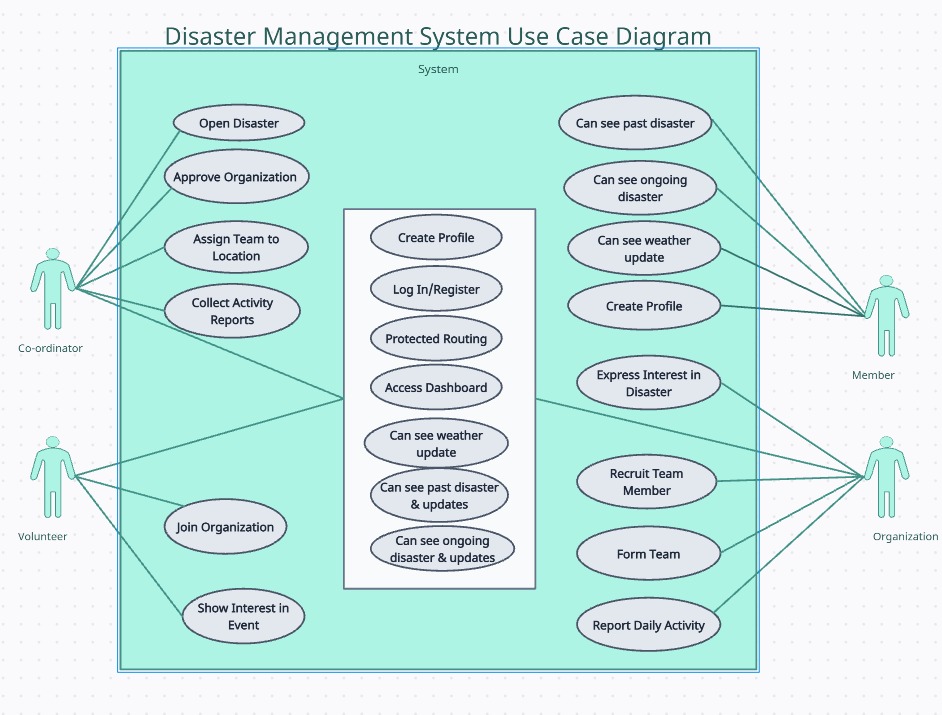 Disaster Management System Use Case Diagram
System
Open Disaster
Approve Organization
Assign Team to
Location
Collect Activity
Reports
Co-ordinator
Volunteer
Join Organization
Show Interest in
Event
Create Profile
Log In/Register
Protected Routing
Access Dashboard
Can see weather
update
Can see past disaster
& updates
Can see ongoing
disaster & updates
Can see past disaster
Can see ongoing
disaster
Can see weather
update
Create Profile
Express Interest in
Disaster
Recruit Team
Member
Form Team
Report Daily Activity
Member
Organization